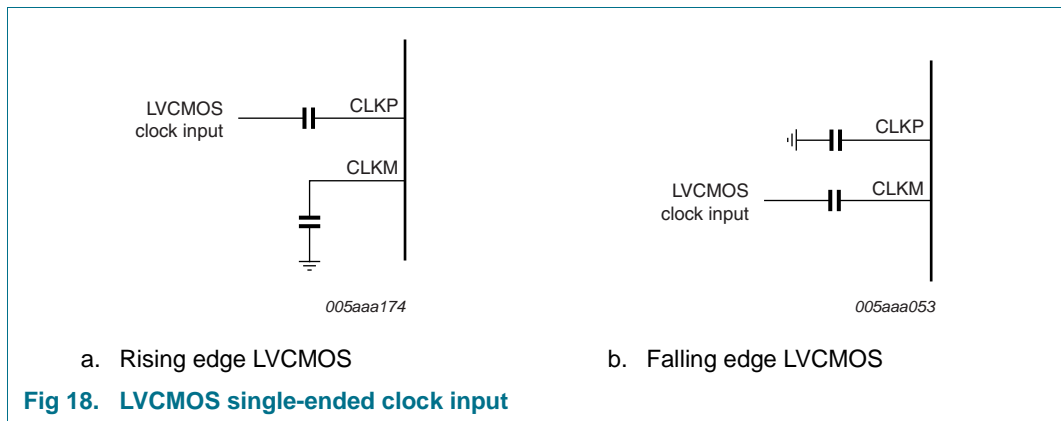 LVCMOS
clock input
CLKP
CLKM
005aaa174
a. Rising edge LVCMOS
CLKP
LVCMOS
clock input
CLKM
005aaa053
b. Falling edge LVCMOS
Fig 18. LVCMOS single-ended clock input